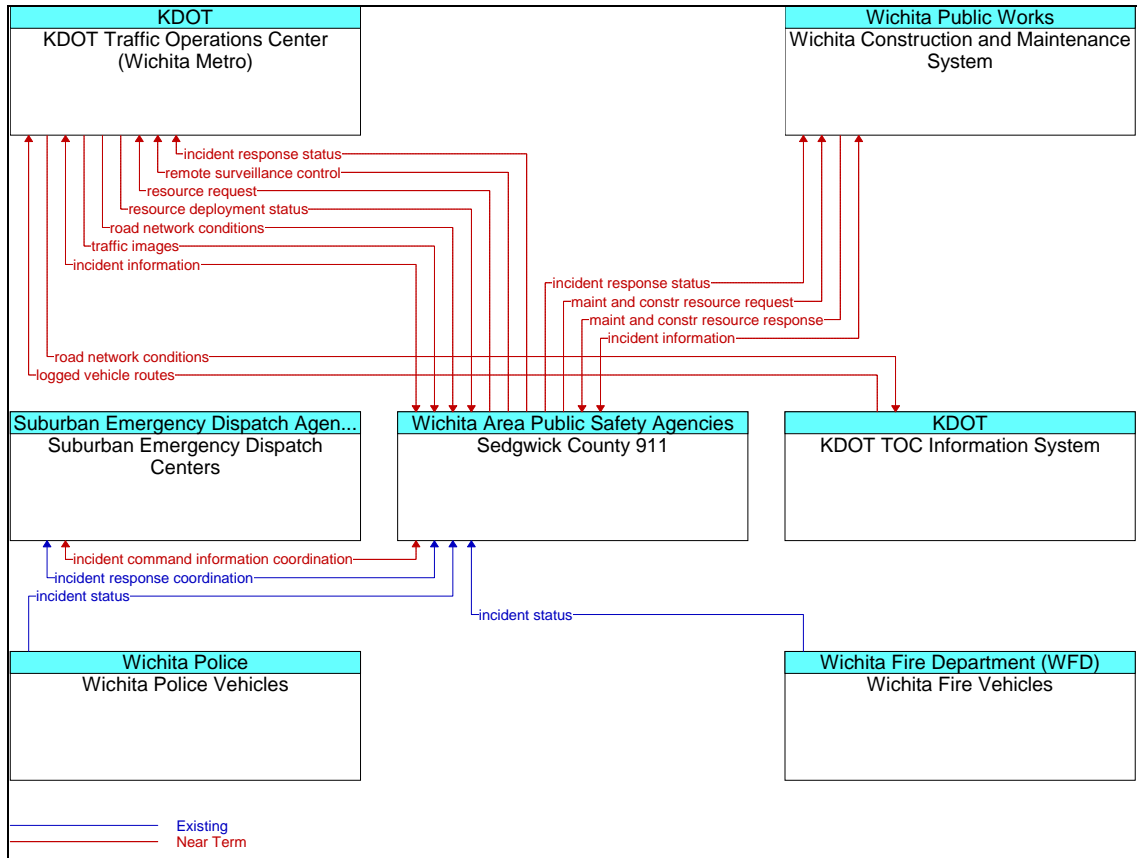 KDOT
KDOT Traffic Operations Center
(Wichita Metro)
Wichita Public Works
Wichita Construction and Maintenance
System
incident response status
remote surveillance control
resource request
resource deployment status
road network conditions
traffic images
incident information
incident response status
maint and constr resource request
maint and constr resource response
incident information
road network conditions
logged vehicle routes
Suburban Emergency Dispatch Agen...
Suburban Emergency Dispatch
Centers
Wichita Area Public Safety Agencies
Sedgwick County 911
KDOT
KDOT TOC Information System
incident command information coordination
incident response coordination
incident status
incident status
Wichita Police
Wichita Police Vehicles
Wichita Fire Department (WFD)
Wichita Fire Vehicles
Existing
Near Term